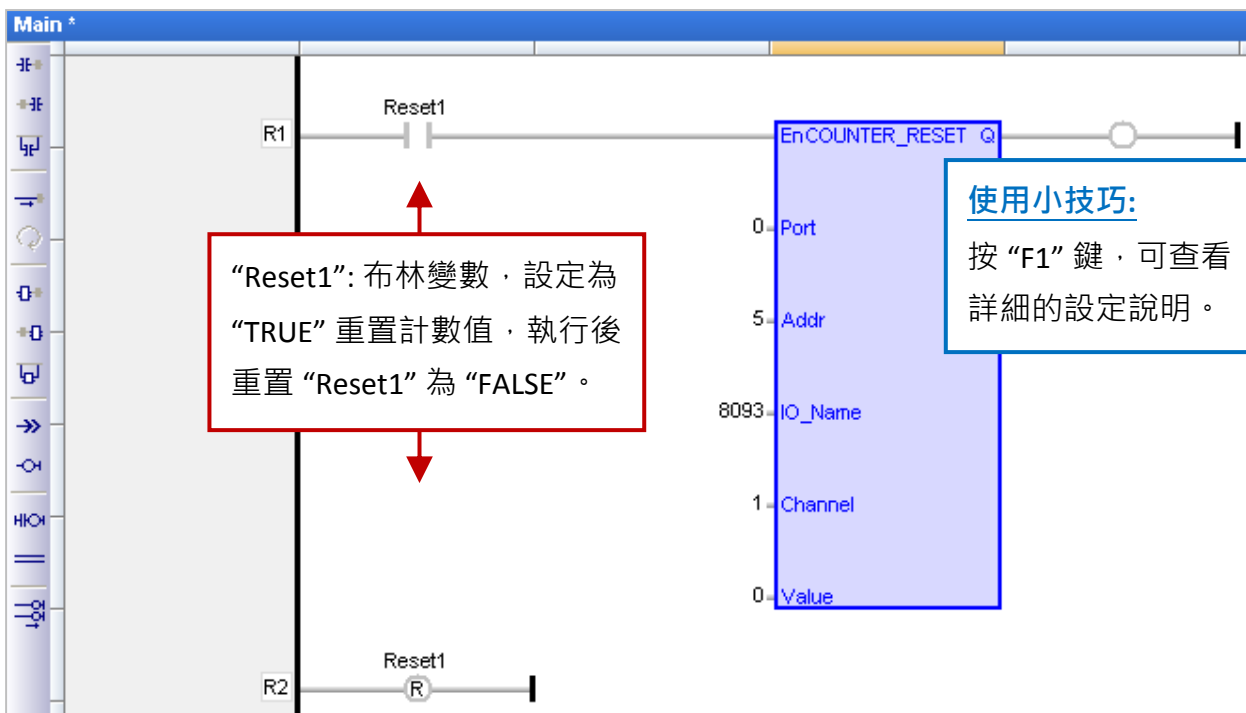 Main *
Reset1
R1
En COUNTER_RESET Q
使用小技巧:
按 “F1” 鍵，可查看
詳細的設定說明。
0 Port
“Reset1”: 布林變數，設定為
“TRUE” 重置計數值，執行後
重置 “Reset1” 為 “FALSE”。
5 Addr
8093 IO_Name
1 Channel
0 Value
Reset1
R2
R